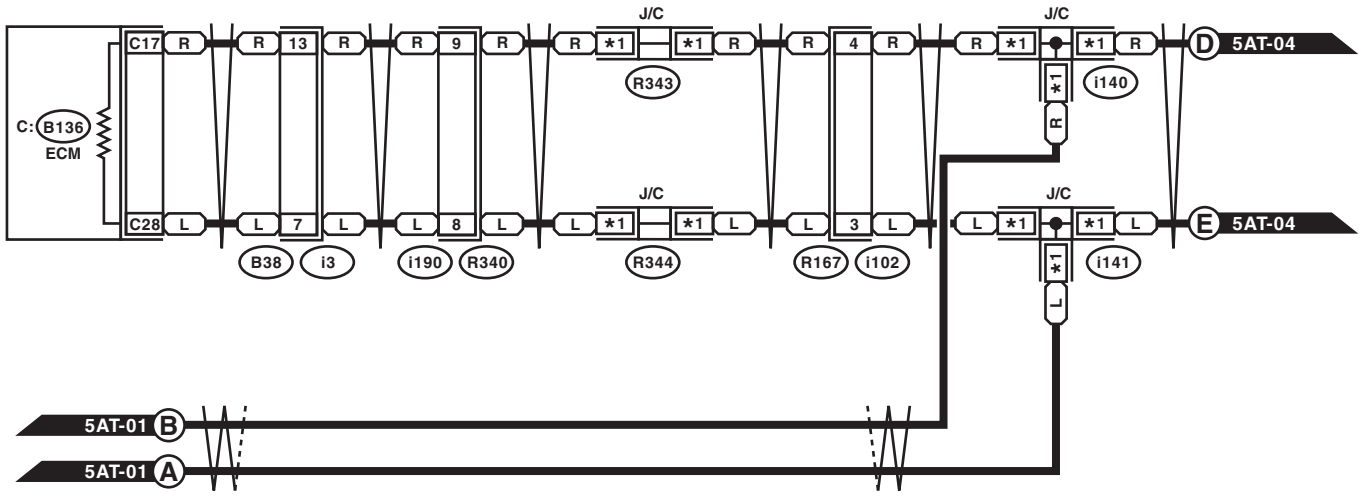 J/C J/C
C17 R R 13 R R 9 R R *1 *1 R R 4 R R *1 *1 R D 5AT-04
R343 *1 i140
C: B136 R
ECM
J/C J/C
C28 L L 7 L L 8 L L *1 *1 L L 3 L L *1 *1 L E 5AT-04
B38 i3 i190 R340 R344 R167 i102 *1 i141
L
5AT-01 B
5AT-01 A